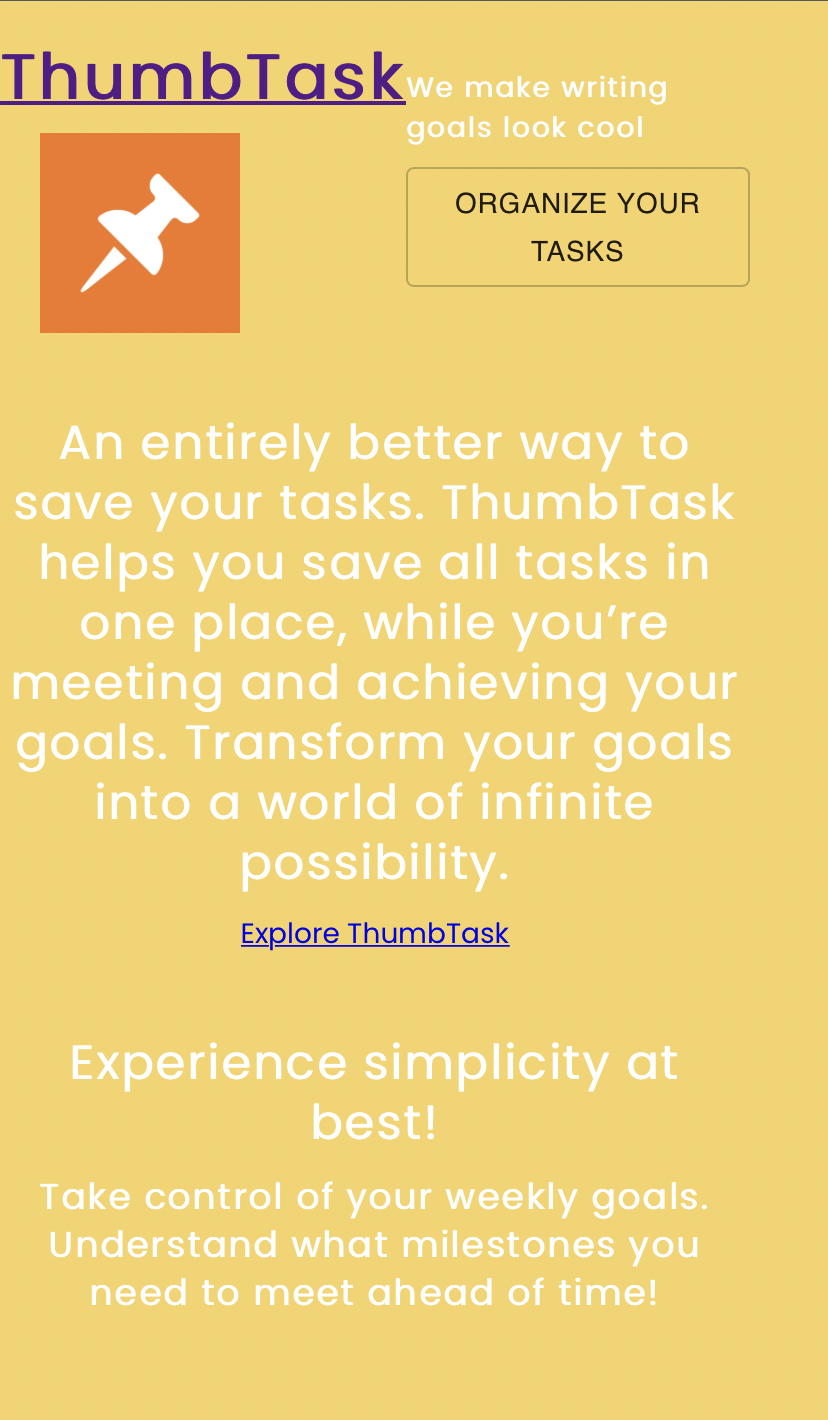 ThumbTask
We make writing
goals look cool
ORGANIZE YOUR
TASKS
An entirely better way to
save your tasks. ThumbTask
helps you save all tasks in
one place, while you’re
meeting and achieving your
goals. Transform your goals
into a world of infinite
possibility.
Explore ThumbTask
Experience simplicity at
best!
Take control of your weekly goals.
Understand what milestones you
need to meet ahead of time!